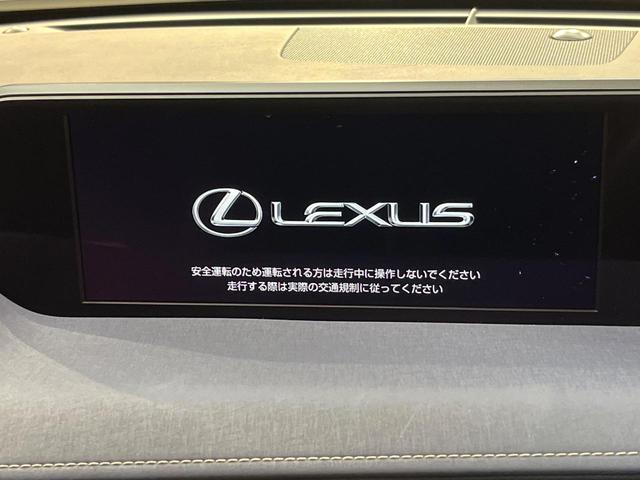 LEXUS
安全運転のため運転される方は走行中に操作しないでください
走行する際は実際の交通規制に従ってください